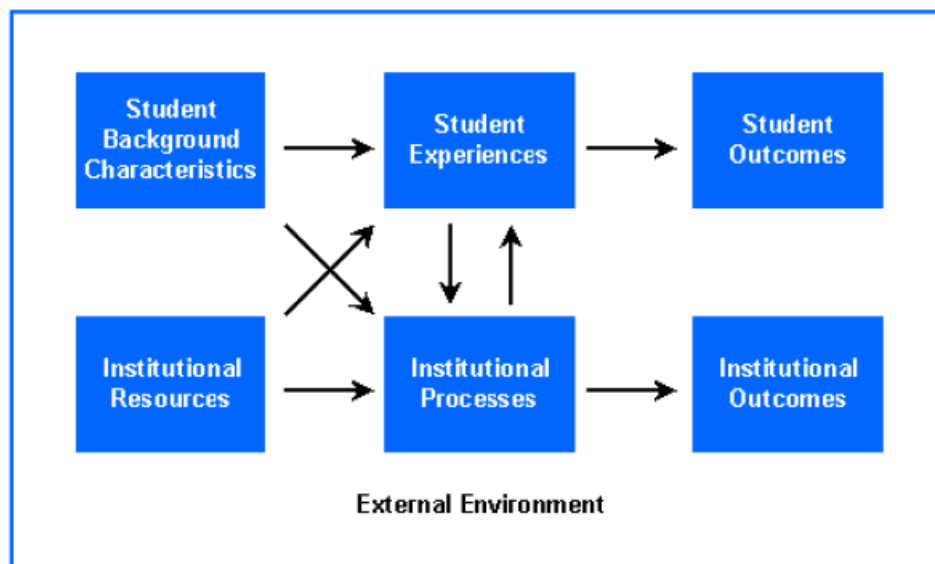 Student
Background
Characteristics
Student
Experiences
Student
Outcomes
Institutional
Resources
Institutional
Processes
Institutional
Outcomes
External Environment